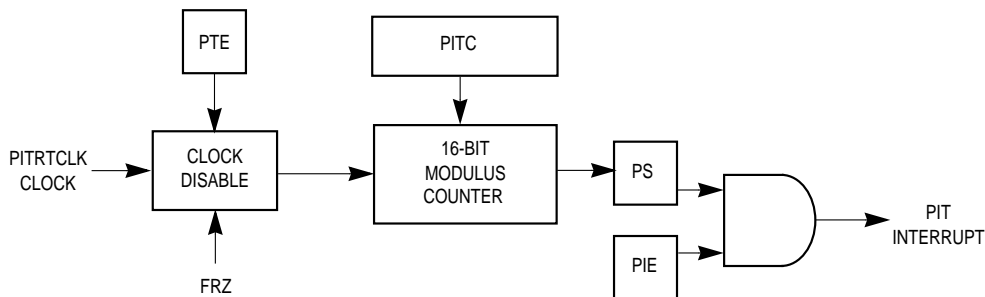 PTE
PITC
PITRTCLK
CLOCK
CLOCK
DISABLE
16-BIT
MODULUS
COUNTER
PS
PIE
PIT
INTERRUPT
FRZ